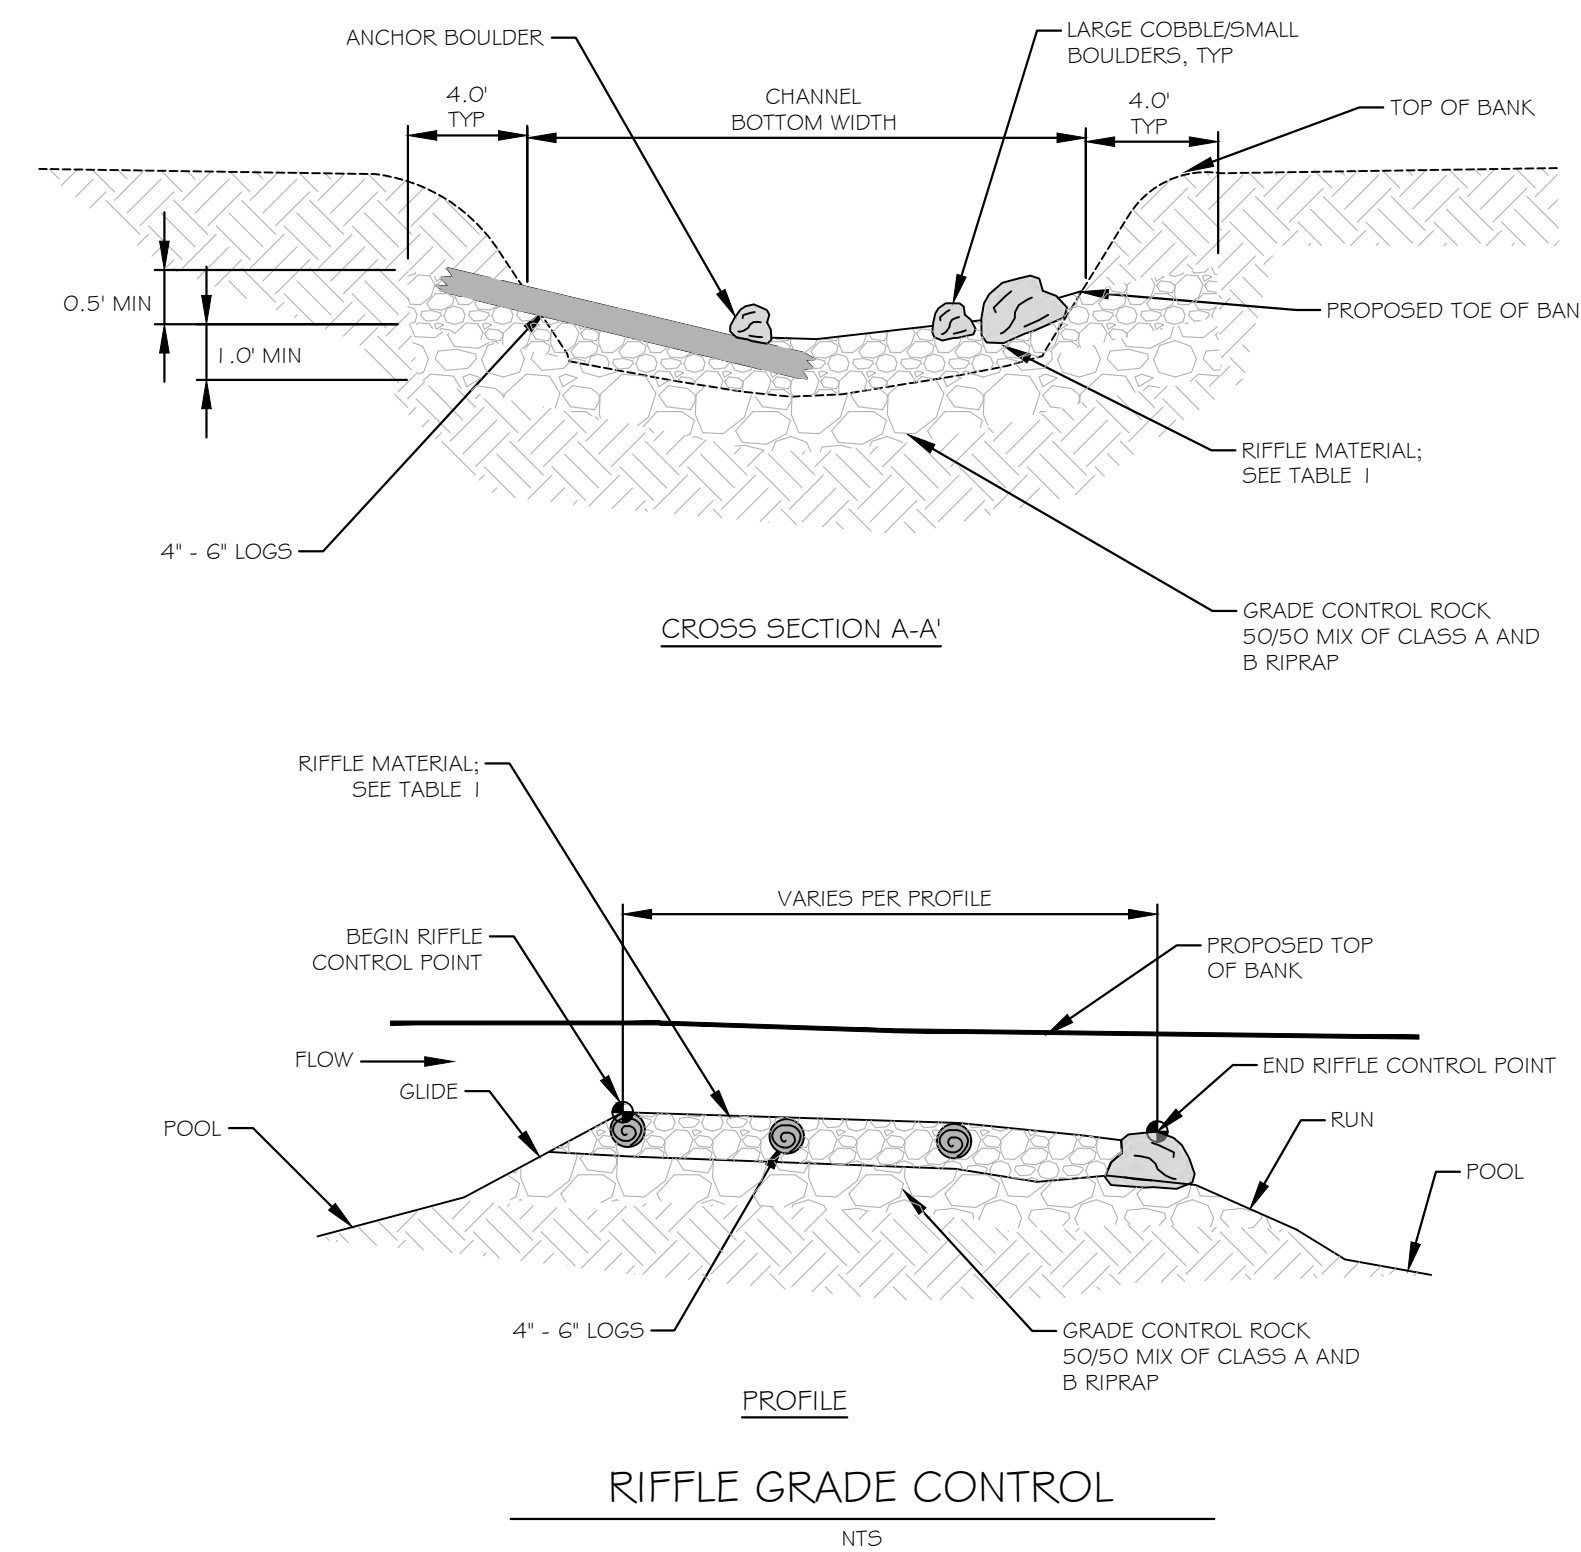 ANCHOR BOULDER
LARGE COBBLE/SMALL
BOULDERS, TYP
4.0'
TYP
CHANNEL
BOTTOM WIDTH
4.0'
TYP
TOP OF BANK
0.5' MIN
PROPOSED TOE OF BAN
1.0' MIN
RIFFLE MATERIAL;
SEE TABLE 1
4" - 6" LOGS
GRADE CONTROL ROCK
50/50 MIX OF CLASS A AND
B RIPRAP
CROSS SECTION A-A'
RIFFLE MATERIAL;
SEE TABLE 1
VARIES PER PROFILE
BEGIN RIFFLE
CONTROL POINT
PROPOSED TOP
OF BANK
FLOW
END RIFFLE CONTROL POINT
GLIDE
POOL
RUN
POOL
4" - 6" LOGS
GRADE CONTROL ROCK
50/50 MIX OF CLASS A AND
B RIPRAP
PROFILE
RIFFLE GRADE CONTROL
NTS